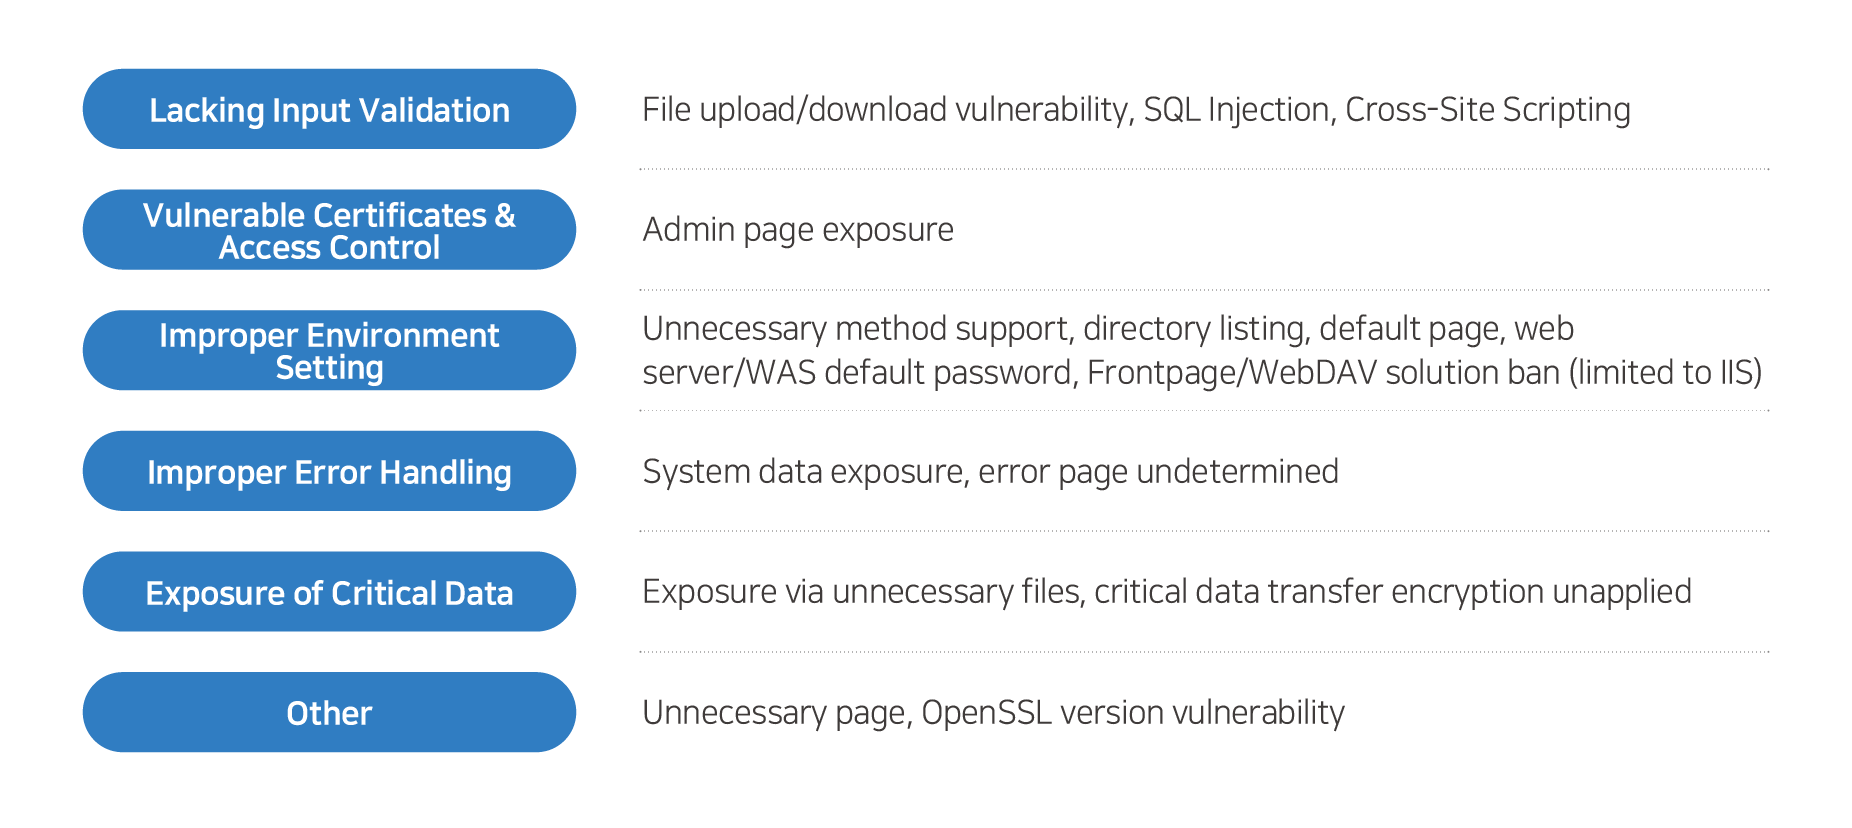 Lacking Input Validation
File upload/download vulnerability, SQL Injection, Cross-Site Scripting
Vulnerable Certificates &
Access Control
Admin page exposure
Improper Environment
Setting
Unnecessary method support, directory listing, default page, web
server/WAS default password, Frontpage/WebDAV solution ban (limited to IIS)
Improper Error Handling
System data exposure, error page undetermined
Exposure of Critical Data
Exposure via unnecessary files, critical data transfer encryption unapplied
Other
Unnecessary page, OpenSSL version vulnerability